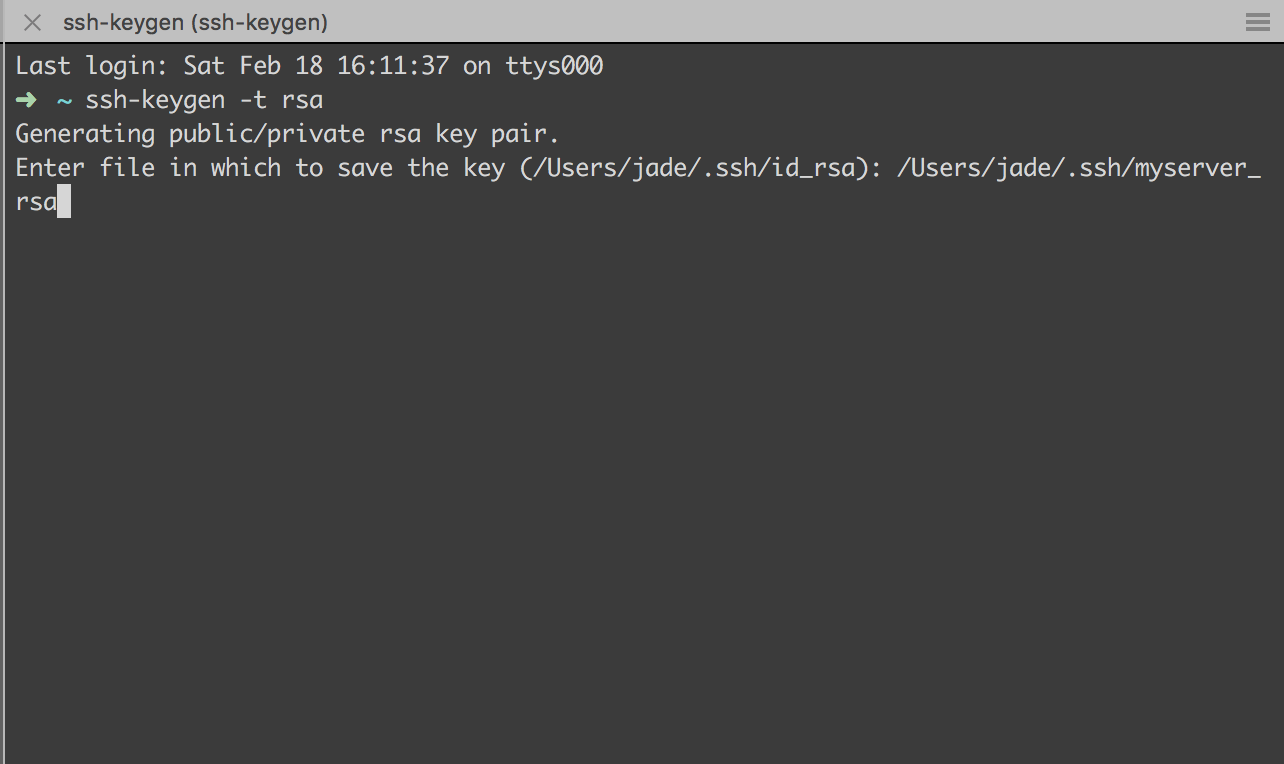 ssh-keygen (ssh-keygen)
Last login: Sat Feb 18 16:11:37 on ttys000
➜  ~ ssh-keygen -t rsa
Generating public/private rsa key pair.
Enter file in which to save the key (/Users/jade/.ssh/id_rsa): /Users/jade/.ssh/myserver_
rsa